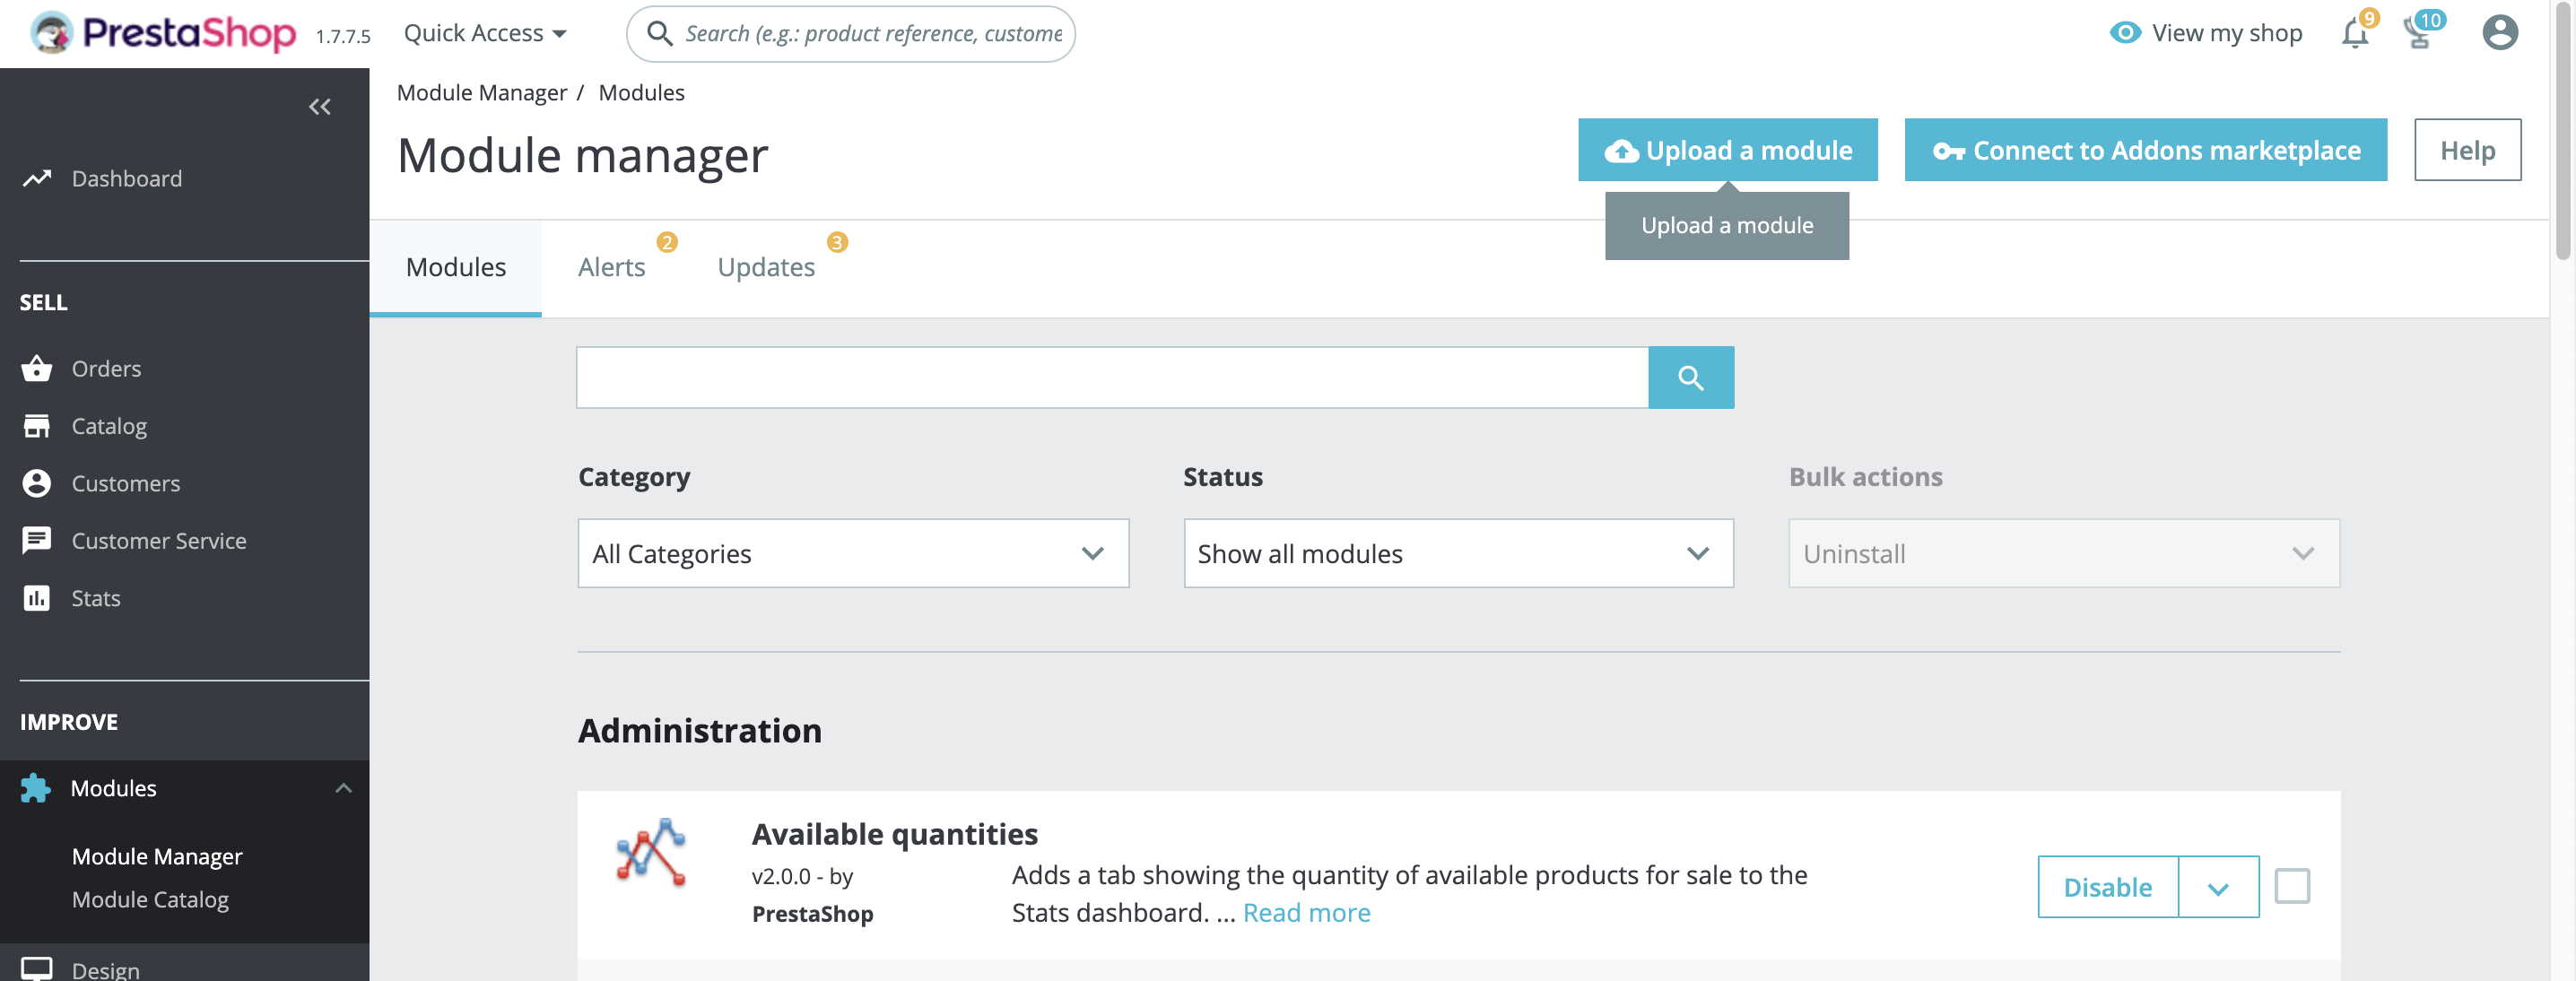 PrestaShop 1.7.7.5 Quick Access Search (e.g.: product reference, custome View my shop 9 10
Module Manager / Modules
Module manager
Upload a module Connect to Addons marketplace Help
Upload a module
Dashboard
SELL
Orders
Catalog
Customers
Customer Service
Stats
IMPROVE
Modules
Module Manager
Module Catalog
Design
Modules Alerts 2 Updates 3
Category Status Bulk actions
All Categories Show all modules Uninstall
Administration
Available quantities
v2.0.0 - by
PrestaShop
Adds a tab showing the quantity of available products for sale to the
Stats dashboard. ... Read more
Disable